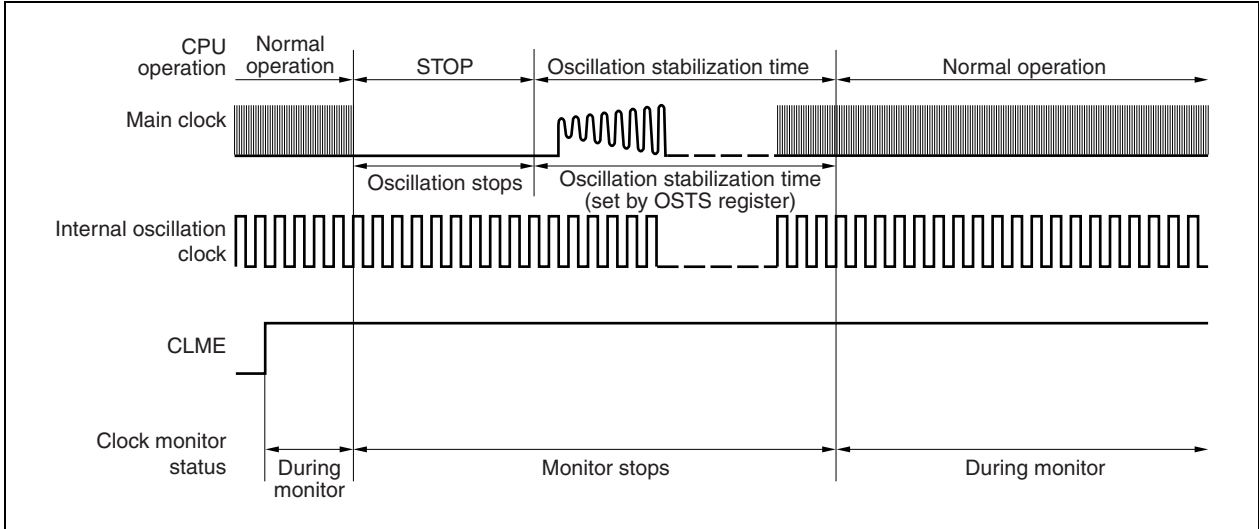 CPU
operation
Normal
operation
STOP
Oscillation stabilization time
Normal operation
Main clock
Oscillation stops
Oscillation stabilization time
(set by OSTS register)
Internal oscillation
clock
CLME
Clock monitor
status
During
monitor
Monitor stops
During monitor